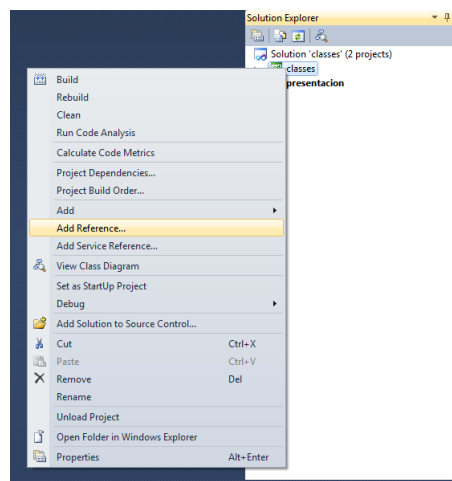 Solution Explorer
Solution 'classes' (2 projects)
classes
presentacion
Build
Rebuild
Clean
Run Code Analysis
Calculate Code Metrics
Project Dependencies...
Project Build Order...
Add
Add Reference...
Add Service Reference...
View Class Diagram
Set as StartUp Project
Debug
Add Solution to Source Control...
Cut Ctrl+X
Paste Ctrl+V
Remove Del
Rename
Unload Project
Open Folder in Windows Explorer
Properties Alt+Enter